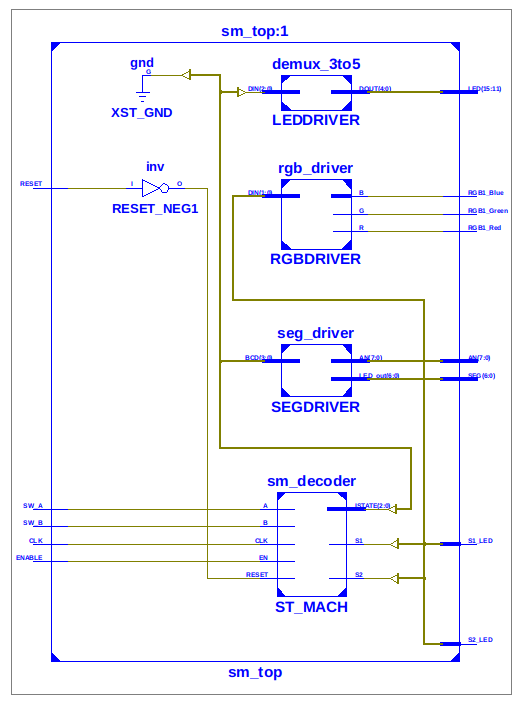 sm_top:1
gnd
G
XST_GND
demux_3to5
DIN(2:0)
DOUT(4:0)
LED(15:11)
LEDDRIVER
inv
RESET
I
O
RESET_NEG1
rgb_driver
DIN(1:0)
B
RGB1_Blue
G
RGB1_Green
R
RGB1_Red
RGBDRIVER
seg_driver
BCD(3:0)
AN(7:0)
AN(7:0)
LED_out(6:0)
SEG(6:0)
SEGDRIVER
sm_decoder
SW_A
A
ISTATE(2:0)
SW_B
B
CLK
CLK
S1
S1_LED
ENABLE
EN
RESET
S2
ST_MACH
S2_LED
sm_top